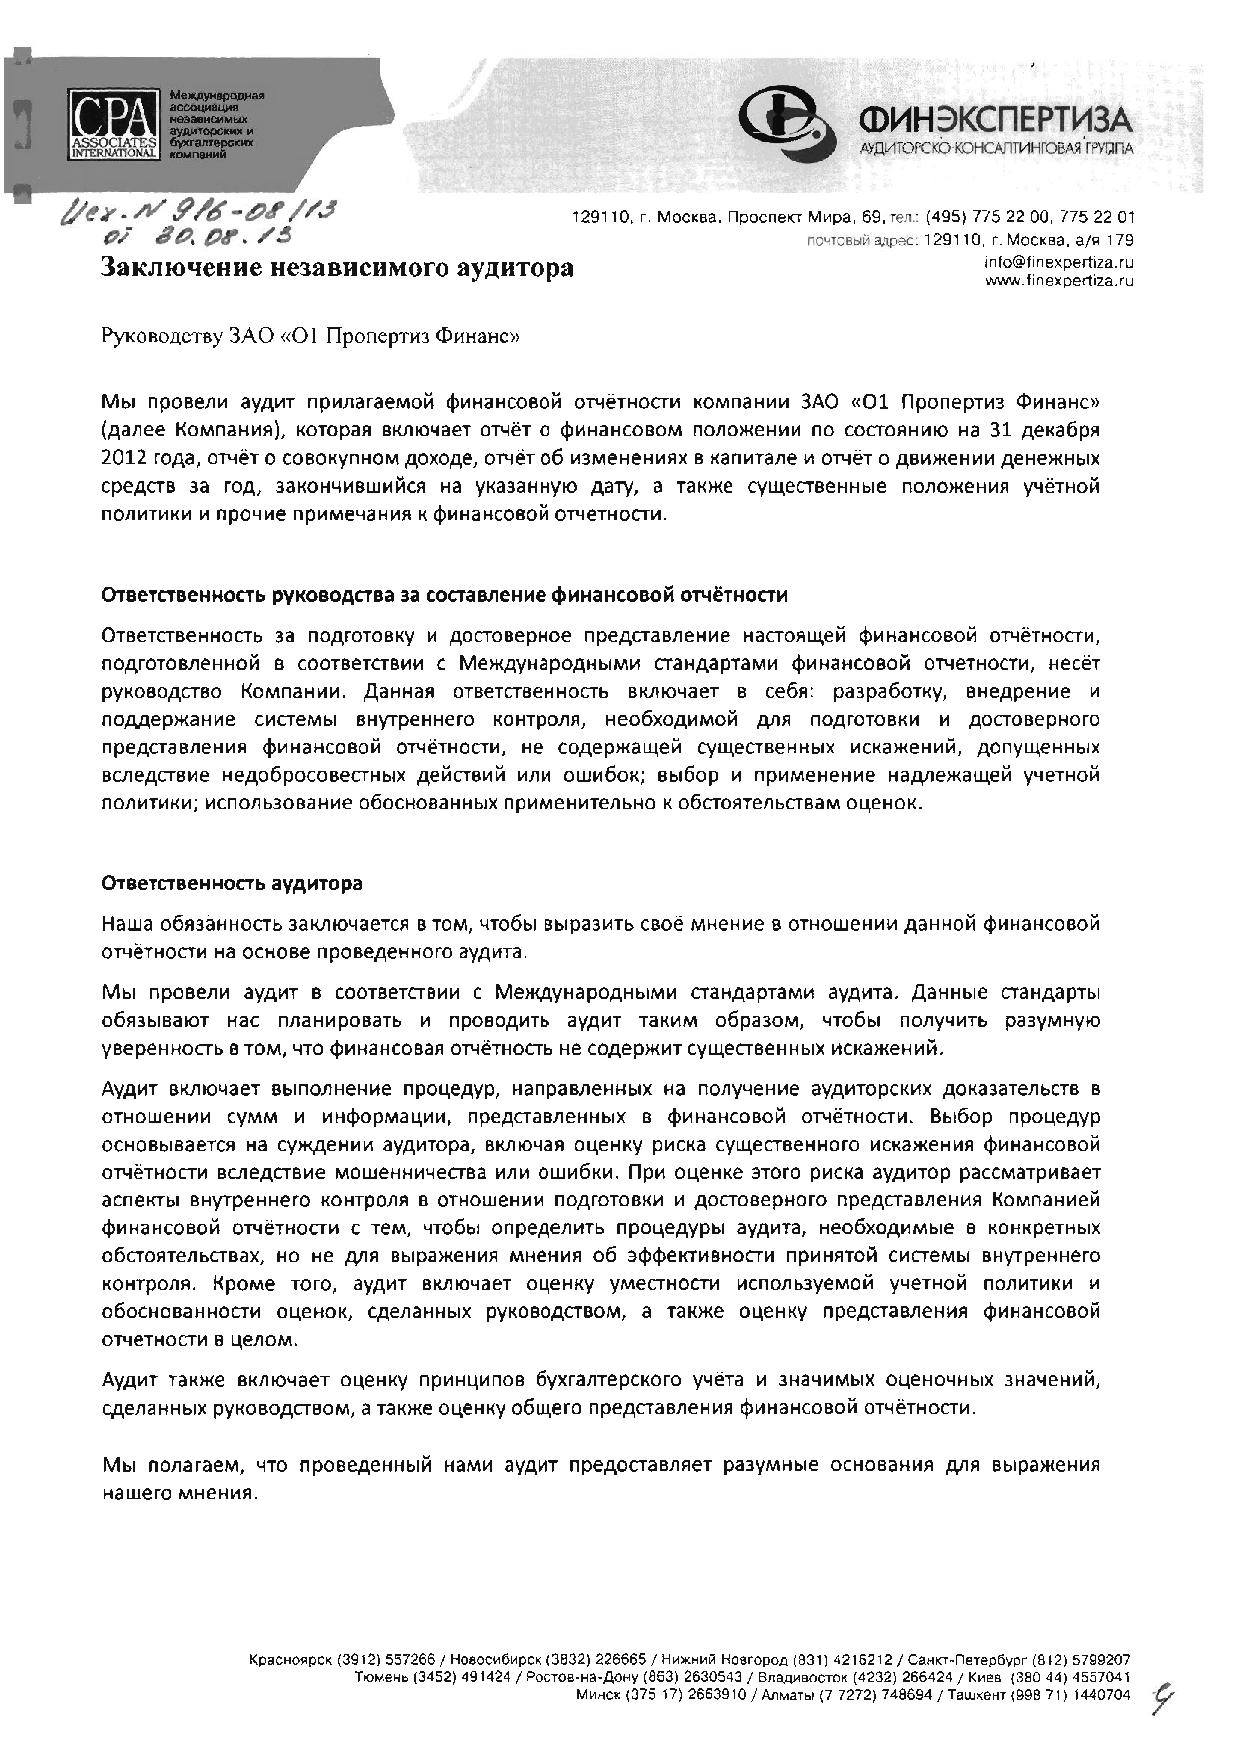 CPA
ASSOCIATES
INTERNATIONAL
Международная
ассоциация
независимых
аудиторских и
бухгалтерских
компаний
ФИНЭКСПЕРТИЗА
АУДИТОРСКО-КОНСАЛТИНГОВАЯ ГРУППА
Исх. № 916-08/13
от 30.08.13
129110, г. Москва, Проспект Мира, 69, тел.: (495) 775 22 00, 775 22 01
почтовый адрес: 129110, г. Москва, а/я 179
info@finexpertiza.ru
www.finexpertiza.ru
Заключение независимого аудитора
Руководству ЗАО «О1 Пропертиз Финанс»
Мы провели аудит прилагаемой финансовой отчётности компании ЗАО «О1 Пропертиз Финанс»
(далее Компания), которая включает отчёт о финансовом положении по состоянию на 31 декабря
2012 года, отчёт о совокупном доходе, отчёт об изменениях в капитале и отчёт о движении денежных
средств за год, закончившийся на указанную дату, а также существенные положения учётной
политики и прочие примечания к финансовой отчетности.
Ответственность руководства за составление финансовой отчётности
Ответственность за подготовку и достоверное представление настоящей финансовой отчётности,
подготовленной в соответствии с Международными стандартами финансовой отчетности, несёт
руководство Компании. Данная ответственность включает в себя: разработку, внедрение и
поддержание системы внутреннего контроля, необходимой для подготовки и достоверного
представления финансовой отчётности, не содержащей существенных искажений, допущенных
вследствие недобросовестных действий или ошибок; выбор и применение надлежащей учетной
политики; использование обоснованных применительно к обстоятельствам оценок.
Ответственность аудитора
Наша обязанность заключается в том, чтобы выразить своё мнение в отношении данной финансовой
отчётности на основе проведенного аудита.
Мы провели аудит в соответствии с Международными стандартами аудита. Данные стандарты
обязывают нас планировать и проводить аудит таким образом, чтобы получить разумную
уверенность в том, что финансовая отчётность не содержит существенных искажений.
Аудит включает выполнение процедур, направленных на получение аудиторских доказательств в
отношении сумм и информации, представленных в финансовой отчётности. Выбор процедур
основывается на суждении аудитора, включая оценку риска существенного искажения финансовой
отчётности вследствие мошенничества или ошибки. При оценке этого риска аудитор рассматривает
аспекты внутреннего контроля в отношении подготовки и достоверного представления Компанией
финансовой отчётности с тем, чтобы определить процедуры аудита, необходимые в конкретных
обстоятельствах, но не для выражения мнения об эффективности принятой системы внутреннего
контроля. Кроме того, аудит включает оценку уместности используемой учетной политики и
обоснованности оценок, сделанных руководством, а также оценку представления финансовой
отчетности в целом.
Аудит также включает оценку принципов бухгалтерского учёта и значимых оценочных значений,
сделанных руководством, а также оценку общего представления финансовой отчётности.
Мы полагаем, что проведенный нами аудит предоставляет разумные основания для выражения
нашего мнения.
Красноярск (3912) 557266 / Новосибирск (3832) 226665 / Нижний Новгород (831) 4216212 / Санкт-Петербург (812) 5799207
Тюмень (3452) 491424 / Ростов-на-Дону (863) 2630543 / Владивосток (4232) 266424 / Киев (380 44) 4557041
Минск (375 17) 2663910 / Алматы (7 7272) 748694 / Ташкент (998 71) 1440704